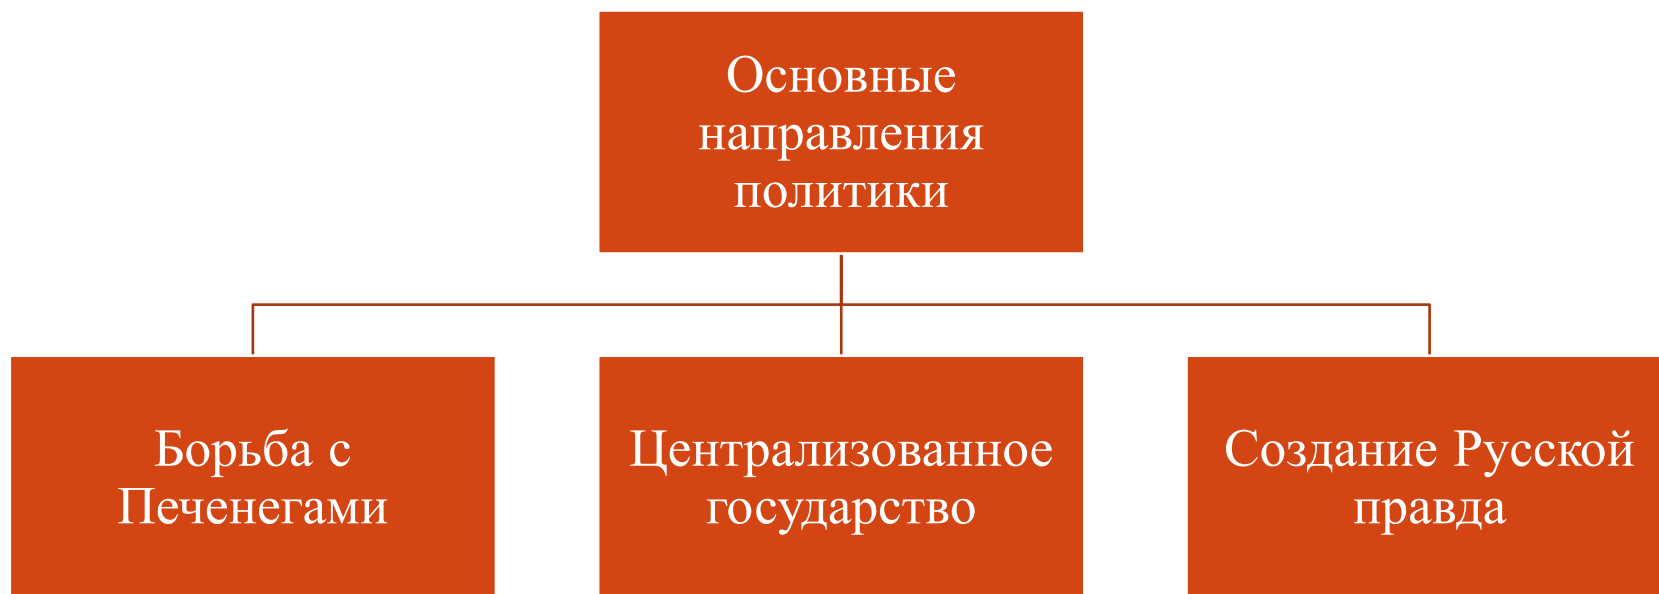 Основные
направления
политики
Борьба с
Печенегами
Централизованное
государство
Создание Русской
правда